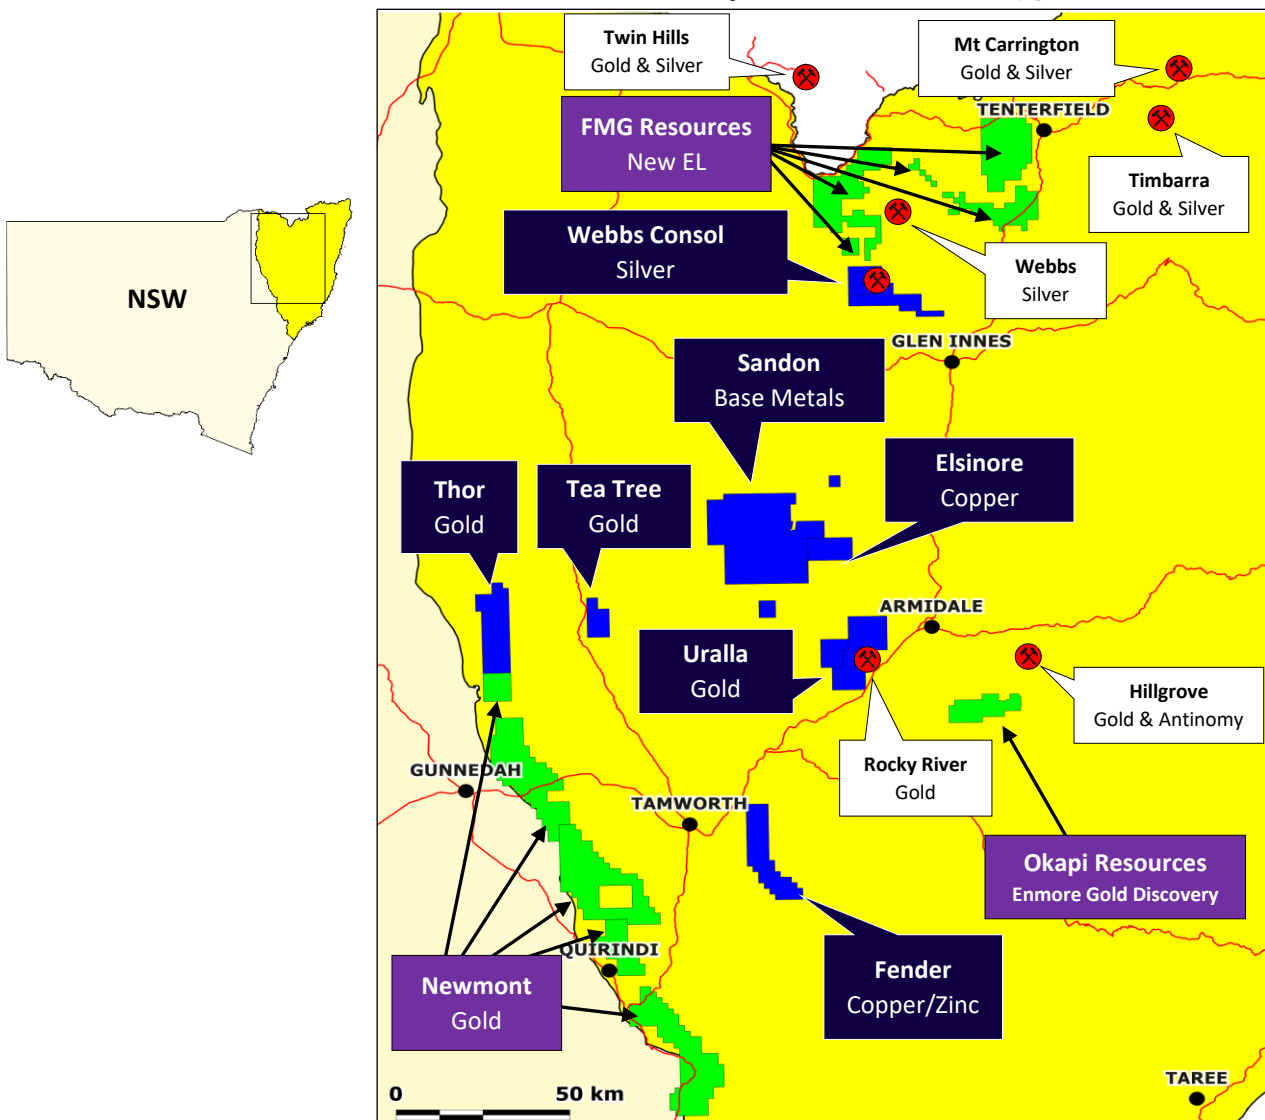 Twin Hills
Gold & Silver
Mt Carrington
Gold & Silver
TENTERFIELD
FMG Resources
New EL
Timbarra
Gold & Silver
Webbs Consol
Silver
Webbs
Silver
NSW
GLEN INNES
Sandon
Base Metals
Elsinore
Copper
Thor
Gold
Tea Tree
Gold
ARMIDALE
Uralla
Gold
Hillgrove
Gold & Antinomy
Rocky River
Gold
GUNNEDAH
TAMWORTH
Okapi Resources
Enmore Gold Discovery
QUIRINDI
Newmont
Gold
Fender
Copper/Zinc
TAREE
0 50 km